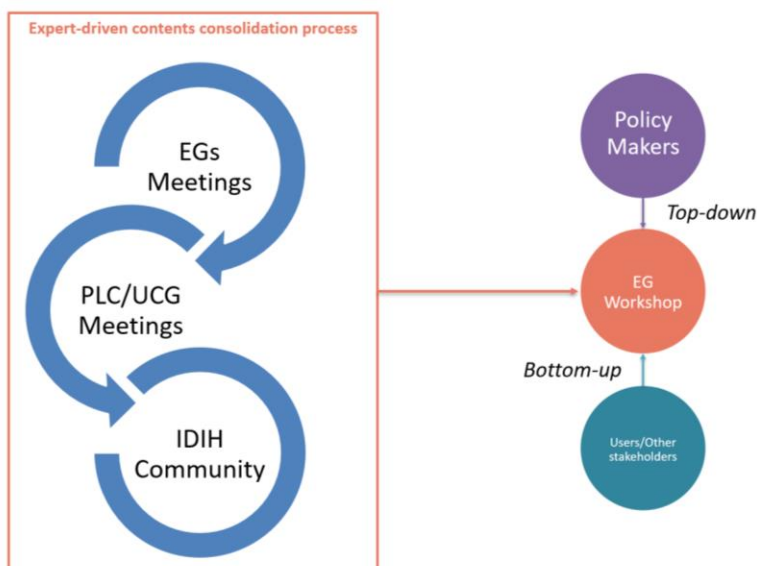 Expert-driven contents consolidation process
EGs
Meetings
PLC/UCG
Meetings
IDIH
Community
Policy
Makers
Top-down
EG
Workshop
Bottom-up
Users/Other
stakeholders